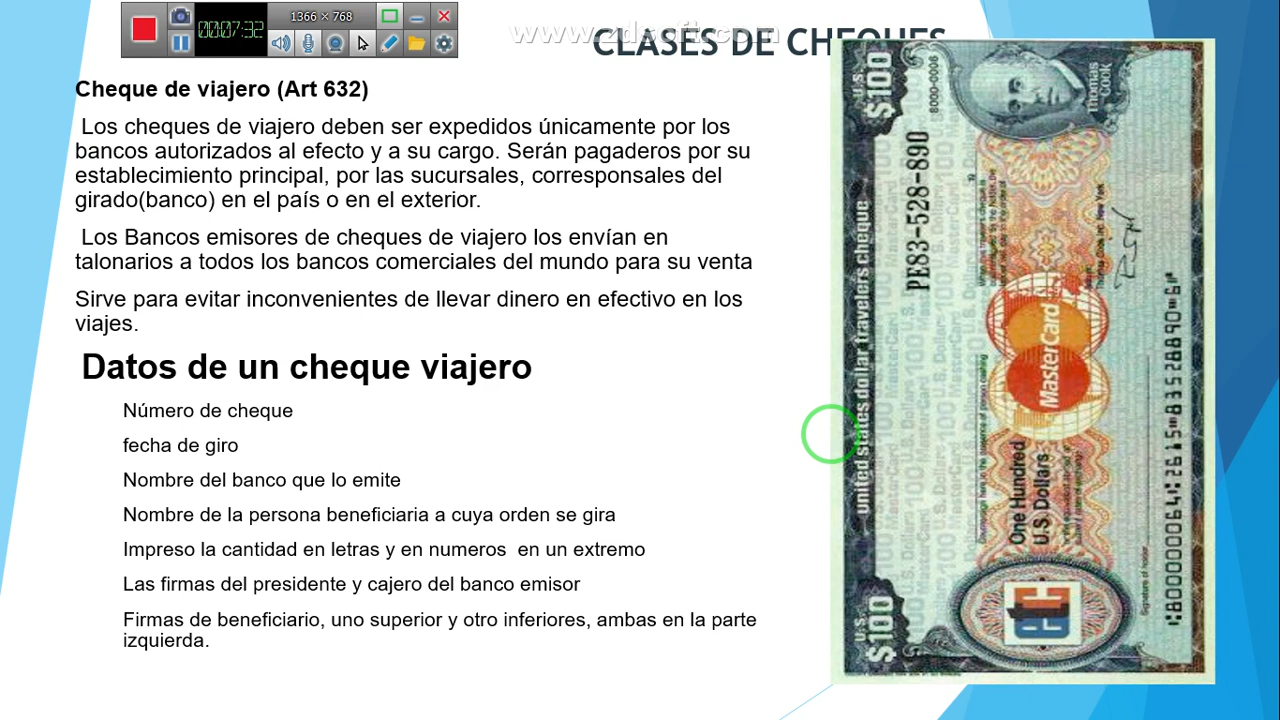 00:07:32
1366 × 768
www.zdsoft.com
CLASES DE CHEQUES
Cheque de viajero (Art 632)
Los cheques de viajero deben ser expedidos únicamente por los
bancos autorizados al efecto y a su cargo. Serán pagaderos por su
establecimiento principal, por las sucursales, corresponsales del
girado(banco) en el país o en el exterior.
Los Bancos emisores de cheques de viajero los envían en
talonarios a todos los bancos comerciales del mundo para su venta
Sirve para evitar inconvenientes de llevar dinero en efectivo en los
viajes.
Datos de un cheque viajero
Número de cheque
fecha de giro
Nombre del banco que lo emite
Nombre de la persona beneficiaria a cuya orden se gira
Impreso la cantidad en letras y en numeros en un extremo
Las firmas del presidente y cajero del banco emisor
Firmas de beneficiario, uno superior y otro inferiores, ambas en la parte
izquierda.
U.S. $100
united states dollar travelers cheque
U.S. $100
8000-0008
PE83-528-890
Thomas Cook
MasterCard
One Hundred
U.S. Dollars